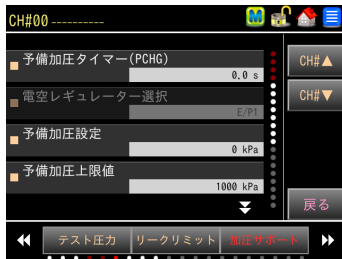 CH#00 ----------
M
予備加圧タイマー(PCHG)
0.0 s
CH#▲
電空レギュレーター選択
E/P1
CH#▼
予備加圧設定
0 kPa
予備加圧上限値
1000 kPa
戻る
テスト圧力 リークリミット 加圧サポート